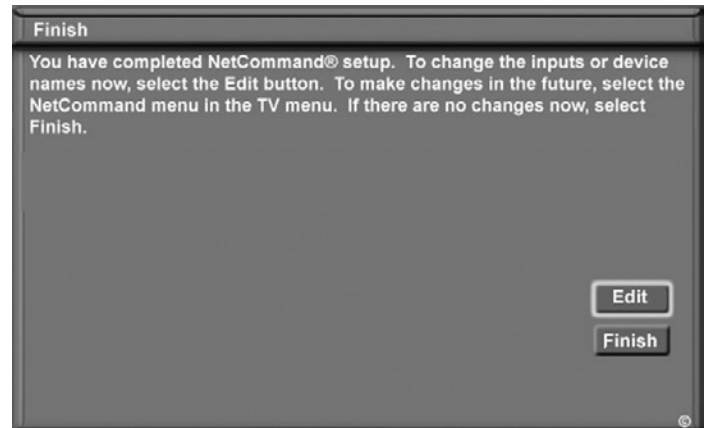 Finish
You have completed NetCommand® setup. To change the inputs or device
names now, select the Edit button. To make changes in the future, select the
NetCommand menu in the TV menu. If there are no changes now, select
Finish.
Edit
Finish
©